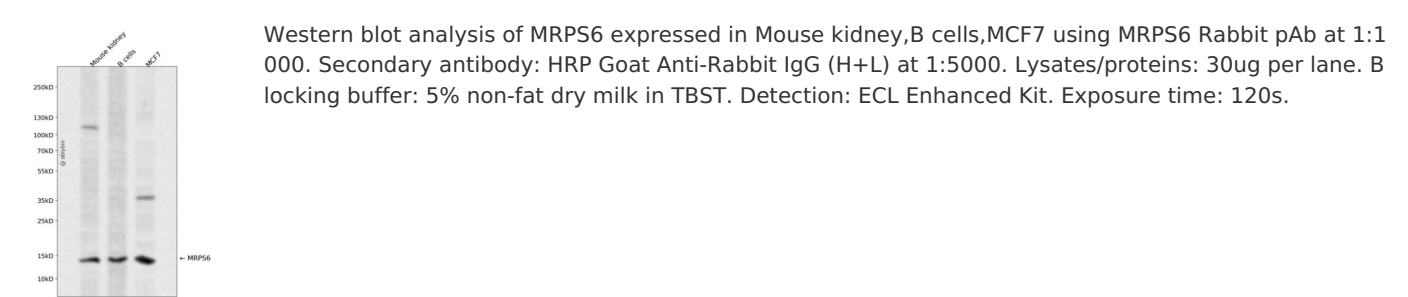 Mouse kidney
B cells
MCF7
250kD
130kD
100kD
70kD
55kD
35kD
25kD
15kD
10kD
← MRPS6
Western blot analysis of MRPS6 expressed in Mouse kidney,B cells,MCF7 using MRPS6 Rabbit pAb at 1:1
000. Secondary antibody: HRP Goat Anti-Rabbit IgG (H+L) at 1:5000. Lysates/proteins: 30ug per lane. B
locking buffer: 5% non-fat dry milk in TBST. Detection: ECL Enhanced Kit. Exposure time: 120s.